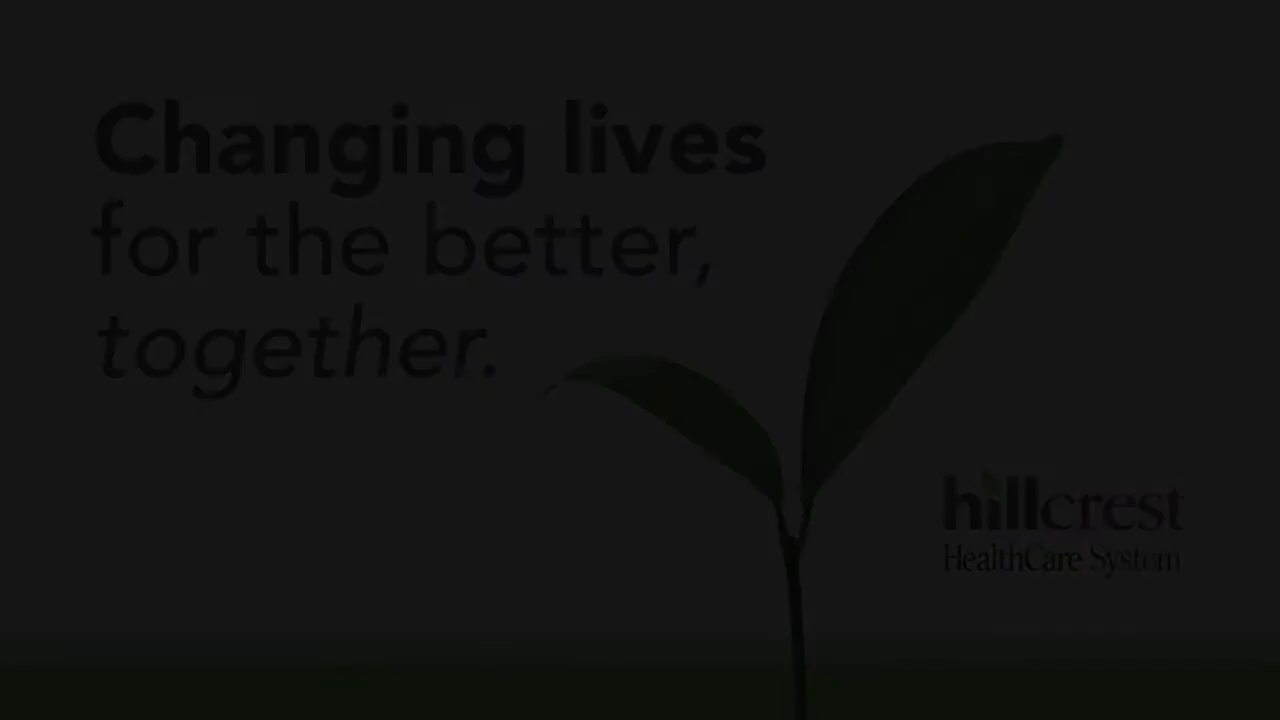 Changing lives
for the better,
together.
hillcrest
HealthCare System